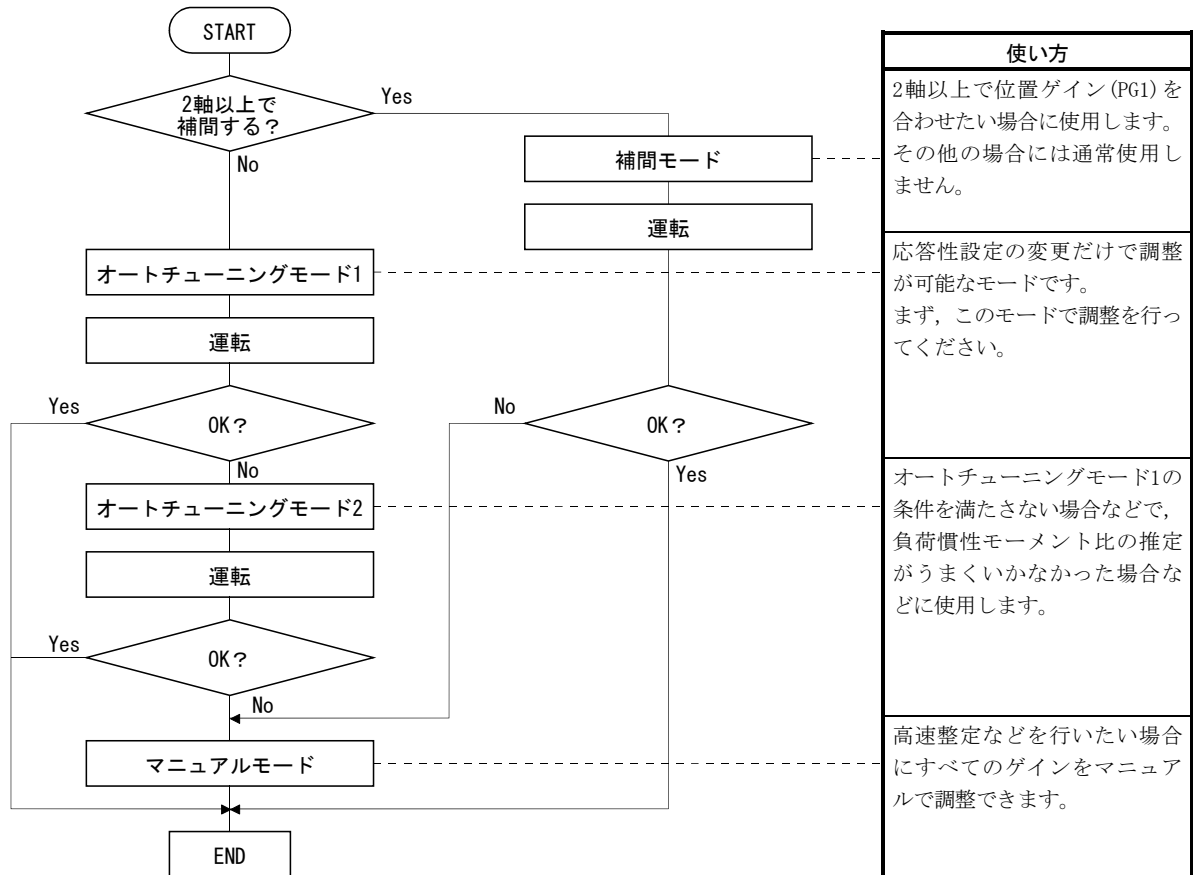 START
2軸以上で
補間する?
Yes
No
補間モード
運転
オートチューニングモード1
運転
Yes
OK?
No
No
OK?
Yes
オートチューニングモード2
運転
Yes
OK?
No
マニュアルモード
END
使い方
2軸以上で位置ゲイン(PG1)を
合わせたい場合に使用します。
その他の場合には通常使用し
ません。
応答性設定の変更だけで調整
が可能なモードです。
まず,このモードで調整を行っ
てください。
オートチューニングモード1の
条件を満たさない場合などで,
負荷慣性モーメント比の推定
がうまくいかなかった場合な
どに使用します。
高速整定などを行いたい場合
にすべてのゲインをマニュア
ルで調整できます。